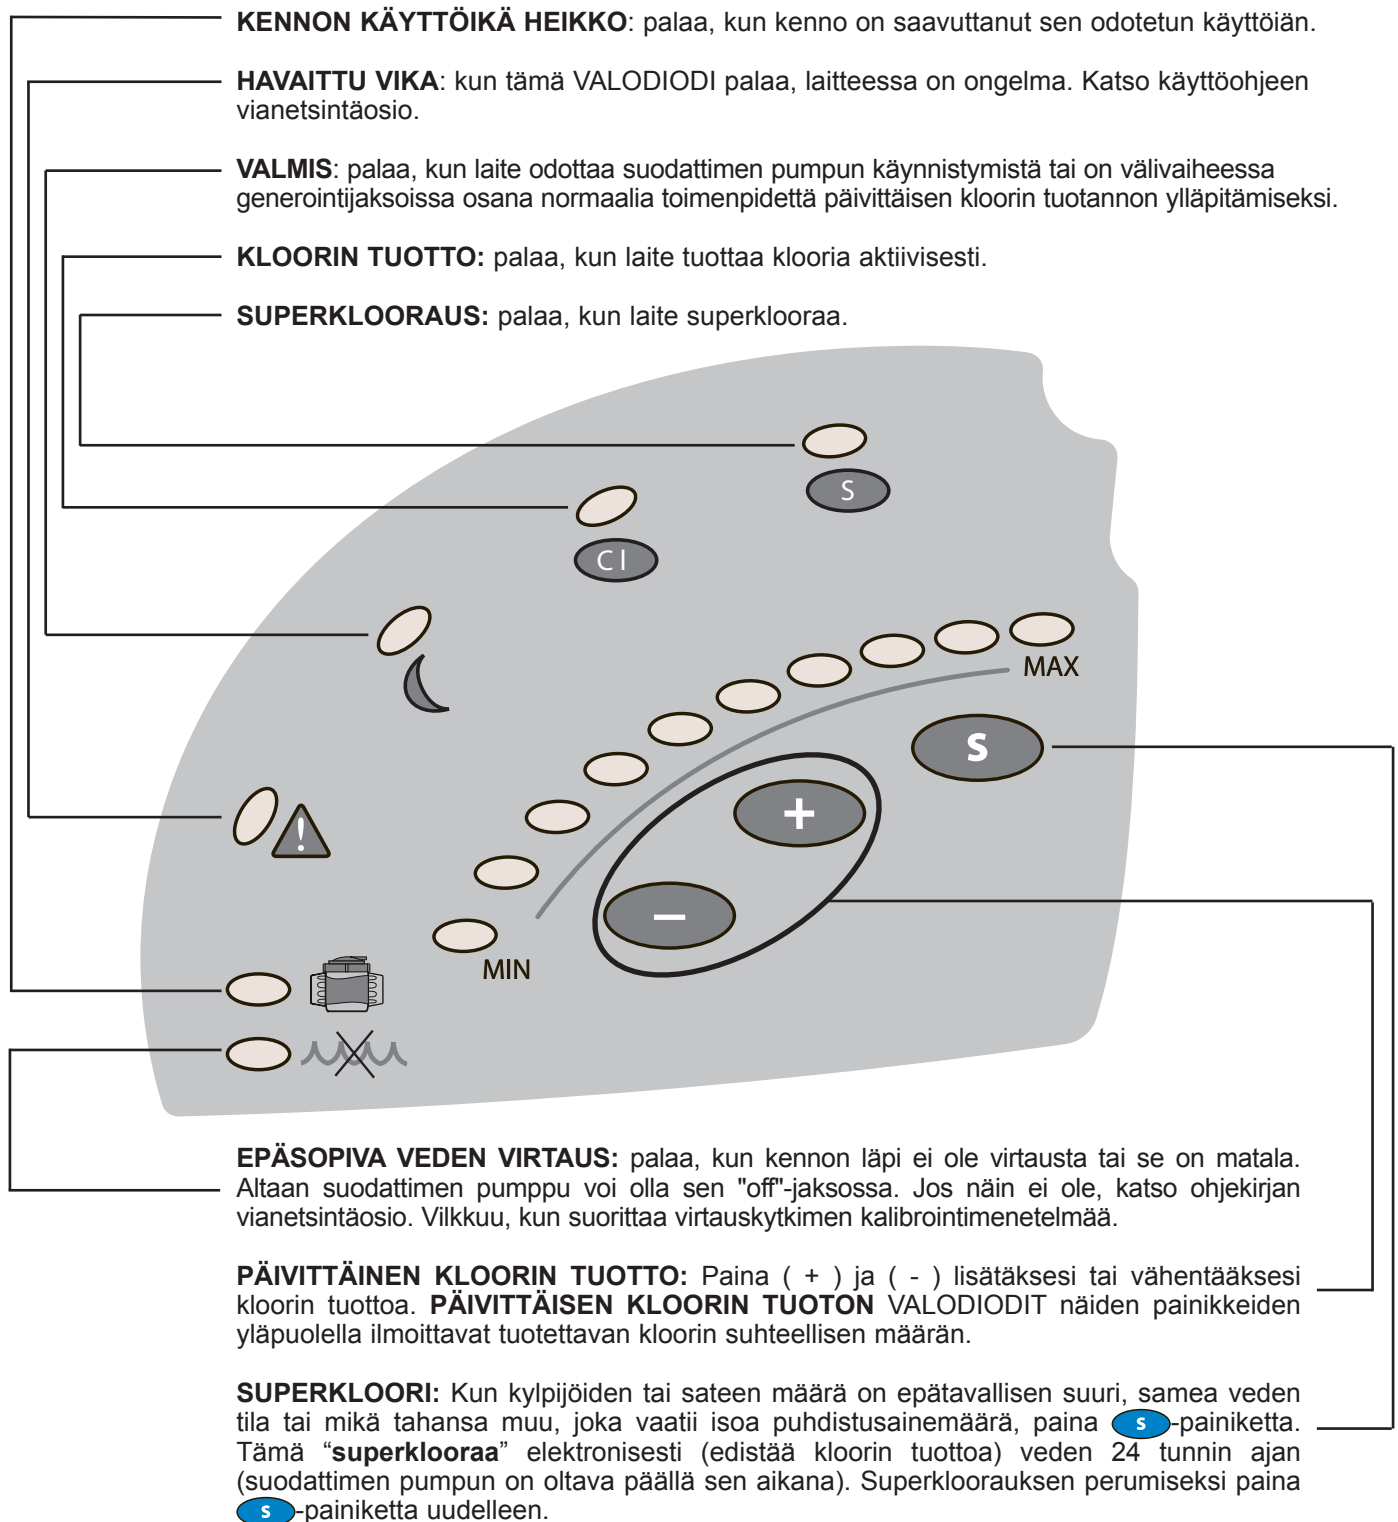 KENNON KÄYTTÖIKÄ HEIKKO: palaa, kun kenno on saavuttanut sen odotetun käyttöiän.
HAVAITTU VIKA: kun tämä VALODIODI palaa, laitteessa on ongelma. Katso käyttöohjeen
vianetsintäosio.
VALMIS: palaa, kun laite odottaa suodattimen pumpun käynnistymistä tai on välivaiheessa
generointijaksoissa osana normaalia toimenpidettä päivittäisen kloorin tuotannon ylläpitämiseksi.
KLOORIN TUOTTO: palaa, kun laite tuottaa klooria aktiivisesti.
SUPERKLOORAUS: palaa, kun laite superklooraa.
S
Cl
MAX
S
!
+
–
MIN
EPÄSOPIVA VEDEN VIRTAUS: palaa, kun kennon läpi ei ole virtausta tai se on matala.
Altaan suodattimen pumppu voi olla sen "off"-jaksossa. Jos näin ei ole, katso ohjekirjan
vianetsintäosio. Vilkkuu, kun suorittaa virtauskytkimen kalibrointimenetelmää.
PÄIVITTÄINEN KLOORIN TUOTTO: Paina ( + ) ja ( - ) lisätäksesi tai vähentääksesi
kloorin tuottoa. PÄIVITTÄISEN KLOORIN TUOTON VALODIODIT näiden painikkeiden
yläpuolella ilmoittavat tuotettavan kloorin suhteellisen määrän.
SUPERKLOORI: Kun kylpijöiden tai sateen määrä on epätavallisen suuri, samea veden
tila tai mikä tahansa muu, joka vaatii isoa puhdistusainemäärä, paina S-painiketta.
Tämä “superklooraa” elektronisesti (edistää kloorin tuottoa) veden 24 tunnin ajan
(suodattimen pumpun on oltava päällä sen aikana). Superkloorauksen perumiseksi paina
S-painiketta uudelleen.